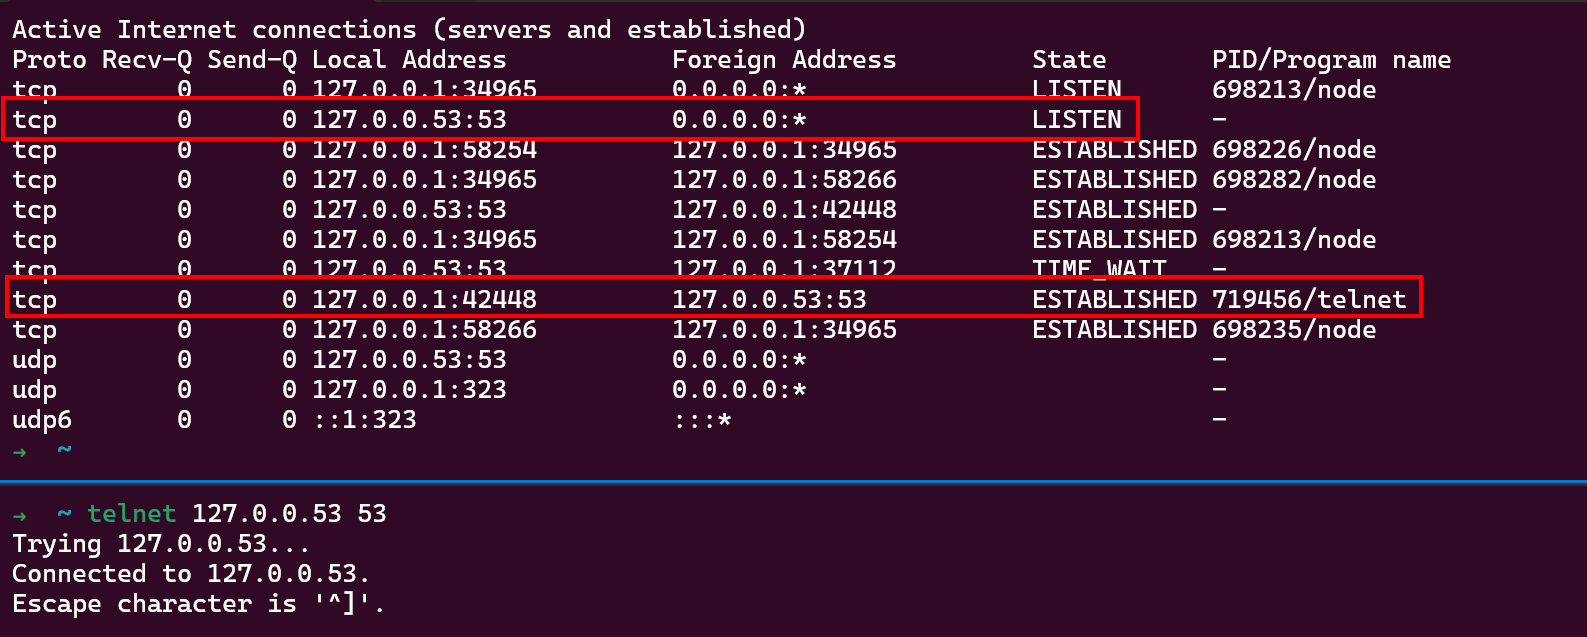 Active Internet connections (servers and established)
Proto Recv-Q Send-Q Local Address           Foreign Address         State       PID/Program name
tcp        0      0 127.0.0.1:34965         0.0.0.0:*               LISTEN      698213/node
tcp        0      0 127.0.0.53:53           0.0.0.0:*               LISTEN      -
tcp        0      0 127.0.0.1:58254         127.0.0.1:34965         ESTABLISHED 698226/node
tcp        0      0 127.0.0.1:34965         127.0.0.1:58266         ESTABLISHED 698282/node
tcp        0      0 127.0.0.53:53           127.0.0.1:42448         ESTABLISHED -
tcp        0      0 127.0.0.1:34965         127.0.0.1:58254         ESTABLISHED 698213/node
tcp        0      0 127.0.0.53:53           127.0.0.1:37112         TIME_WAIT   -
tcp        0      0 127.0.0.1:42448         127.0.0.53:53           ESTABLISHED 719456/telnet
tcp        0      0 127.0.0.1:58266         127.0.0.1:34965         ESTABLISHED 698235/node
udp        0      0 127.0.0.53:53           0.0.0.0:*                           -
udp        0      0 127.0.0.1:323           0.0.0.0:*                           -
udp6       0      0 ::1:323                 :::*                                -
→  ~
→  ~ telnet 127.0.0.53 53
Trying 127.0.0.53...
Connected to 127.0.0.53.
Escape character is '^]'.